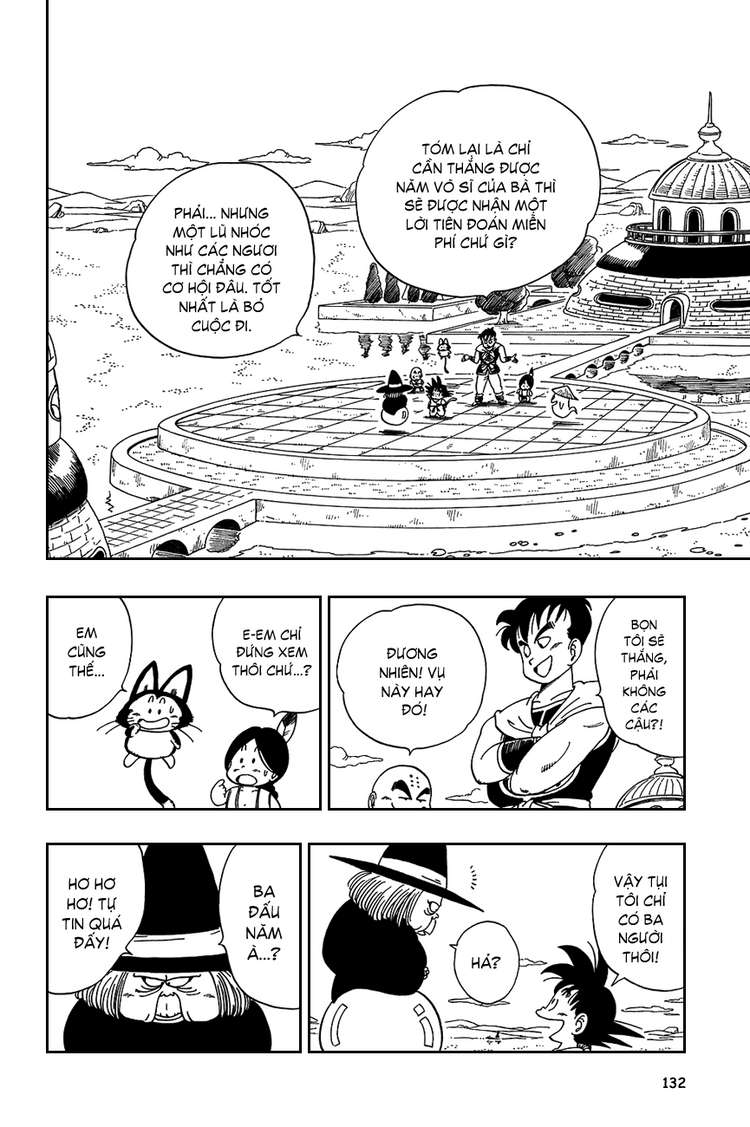 TÓM LẠI LÀ CHỈ
CẦN THẮNG ĐƯỢC
NĂM VÕ SĨ CỦA BÀ THÌ
SẼ ĐƯỢC NHẬN MỘT
LỜI TIÊN ĐOÁN MIỄN
PHÍ CHỨ GÌ?
PHẢI... NHƯNG
MỘT LŨ NHÓC
NHƯ CÁC NGƯƠI
THÌ CHẲNG CÓ
CƠ HỘI ĐÂU. TỐT
NHẤT LÀ BỎ
CUỘC ĐI.
BỌN
TÔI SẼ
THẮNG,
PHẢI
KHÔNG
CÁC
CẬU?!
ĐƯƠNG
NHIÊN! VỤ
NÀY HAY
ĐÓ!
E-EM CHỈ
ĐỨNG XEM
THÔI CHỨ...?
EM
CŨNG
THẾ...
VẬY TỤI
TÔI CHỈ
CÓ BA
NGƯỜI
THÔI!
HẢ?
BA
ĐẤU
NĂM
À...?
HƠ HƠ
HƠ! TỰ
TIN QUÁ
ĐẤY!
132